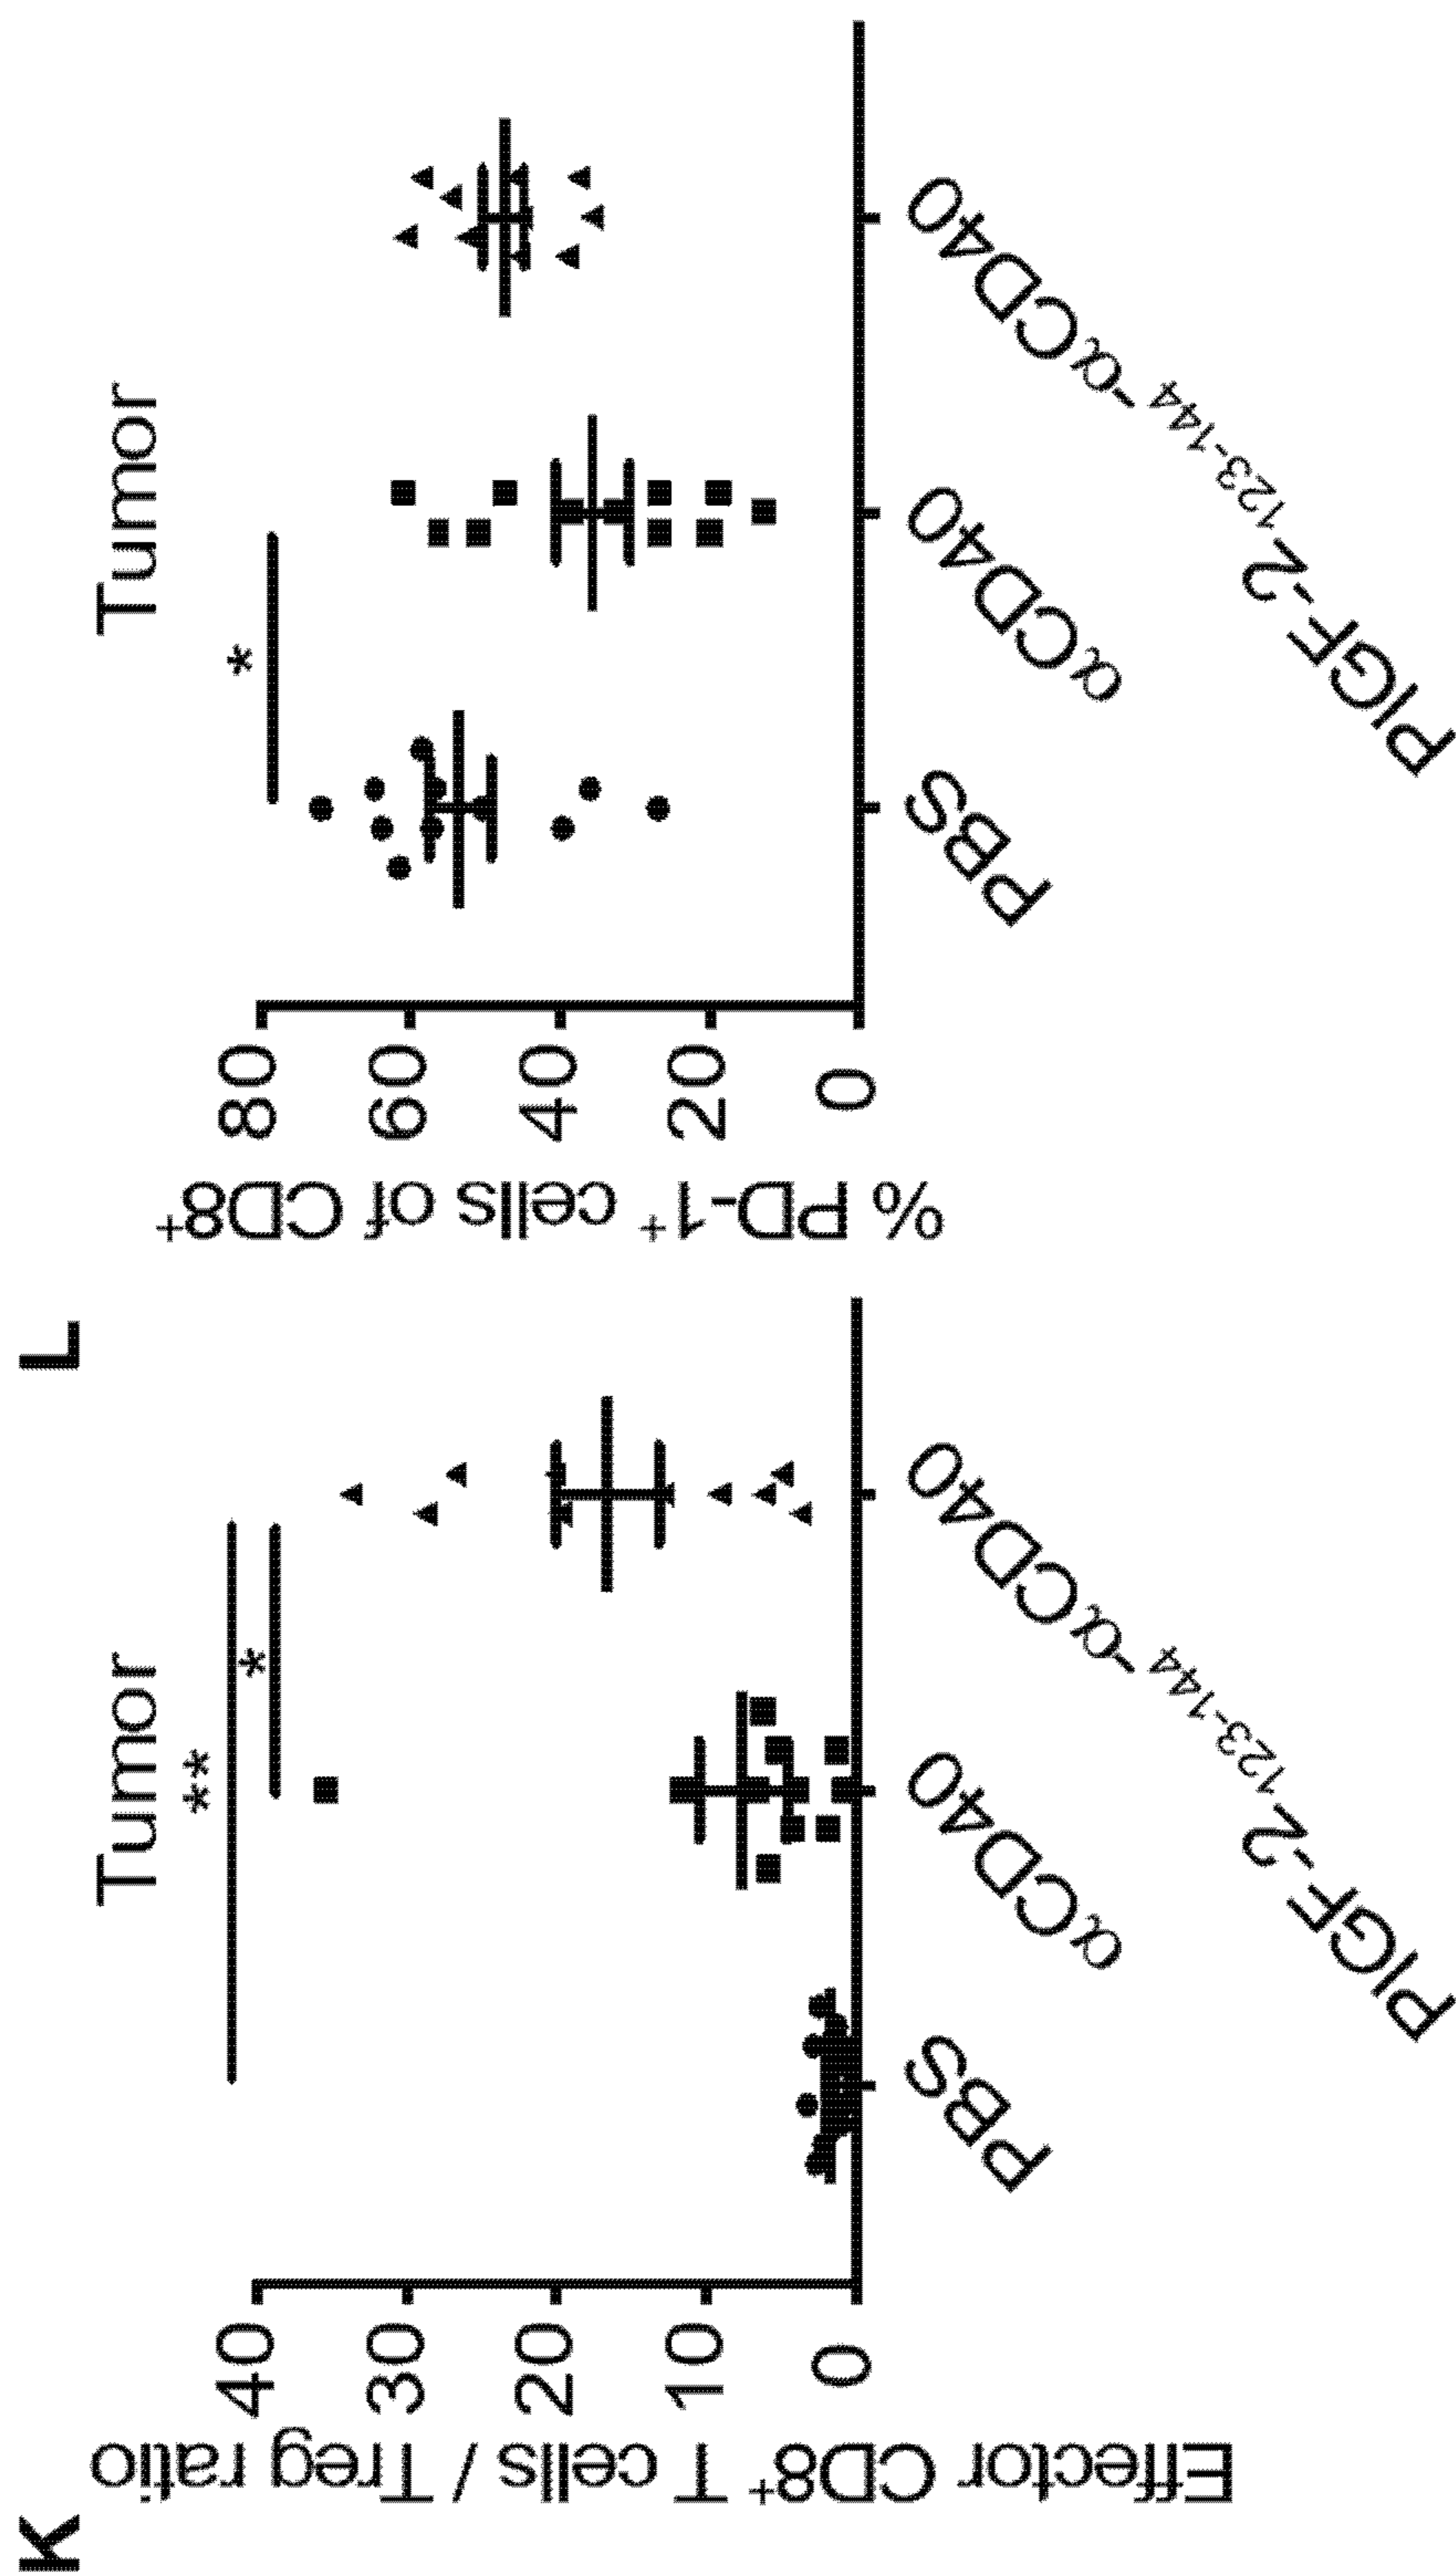 K
Tumor
**
*
Effector CD8⁺ T cells / Treg ratio
40
30
20
10
0
PBS
αCD40
PlGF-2₁₂₃₋₁₄₄-αCD40
L
Tumor
*
% PD-1⁺ cells of CD8⁺
80
60
40
20
0
PBS
αCD40
PlGF-2₁₂₃₋₁₄₄-αCD40